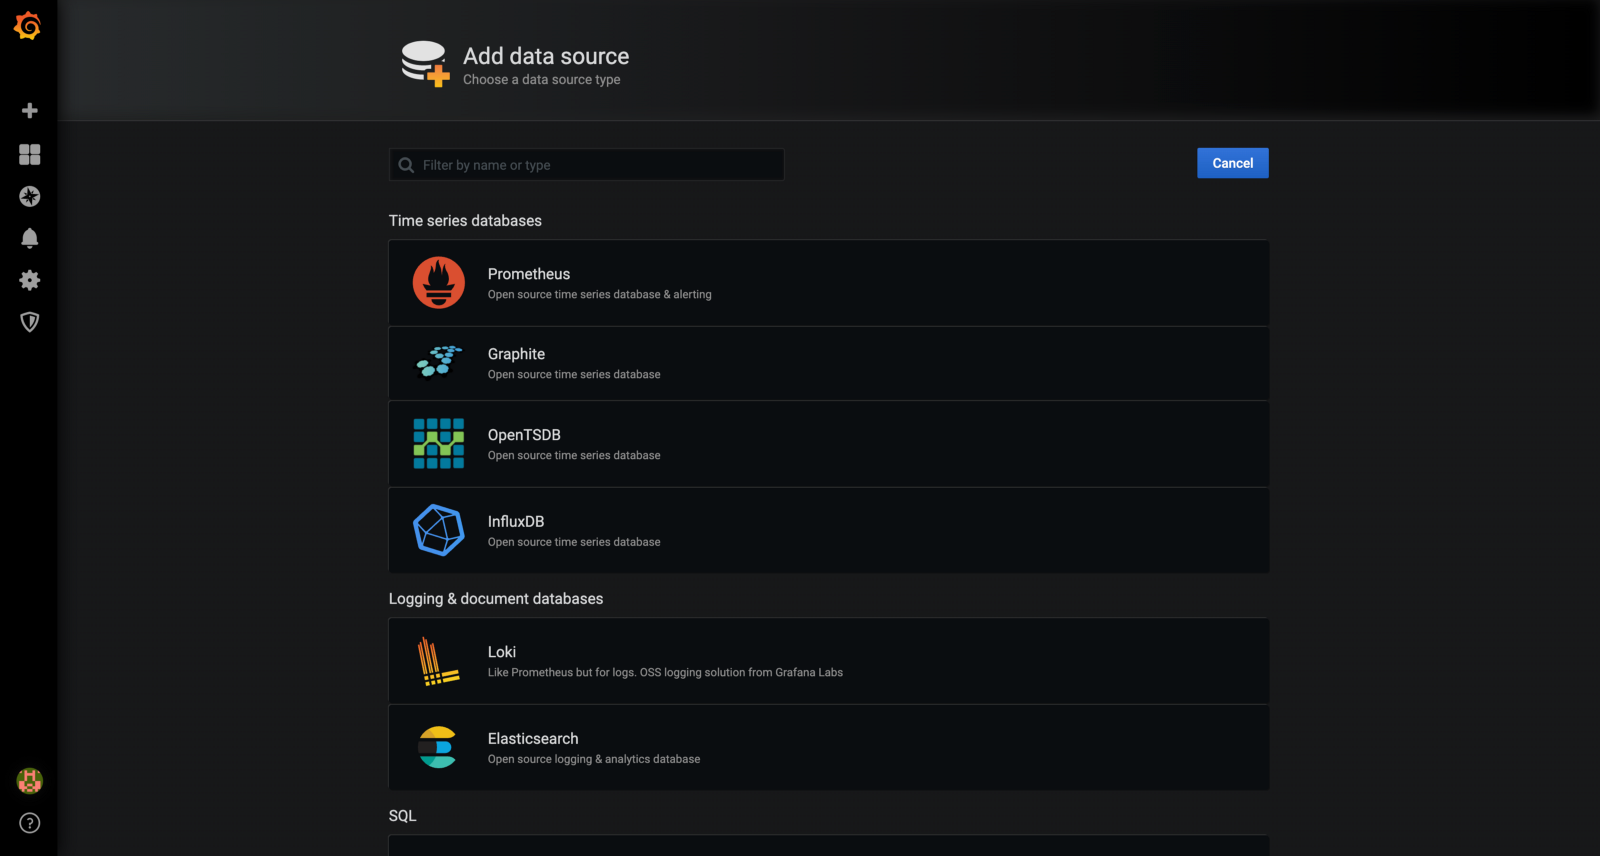 Add data source
Choose a data source type
Filter by name or type
Cancel
Time series databases
Prometheus
Open source time series database & alerting
Graphite
Open source time series database
OpenTSDB
Open source time series database
InfluxDB
Open source time series database
Logging & document databases
Loki
Like Prometheus but for logs. OSS logging solution from Grafana Labs
Elasticsearch
Open source logging & analytics database
SQL
?